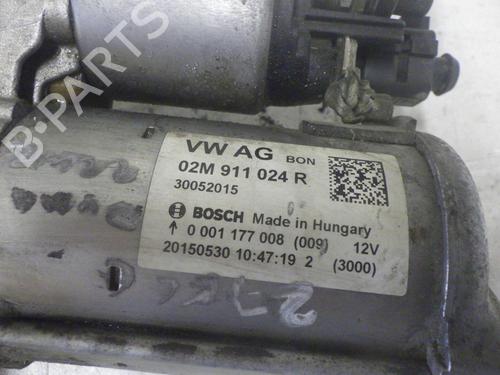 B-PARTS
VW AG BON
02M 911 024 R
30052015
BOSCH Made in Hungary
0 001 177 008 (009) 12V
20150530 10:47:19 2 (3000)